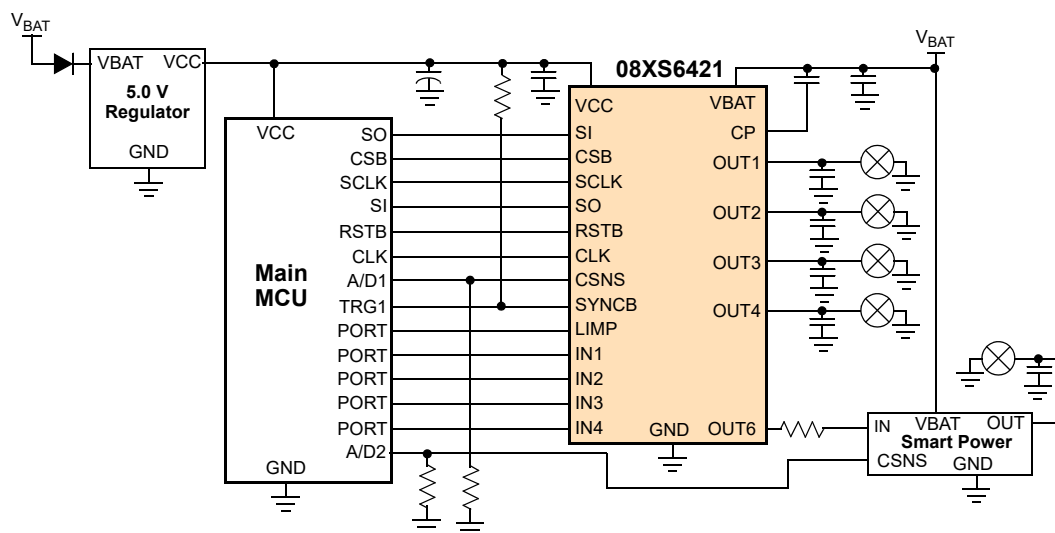 VBAT
VBAT VCC
5.0 V
Regulator
GND
VCC
SO
CSB
SCLK
SI
RSTB
CLK
A/D1
TRG1
PORT
PORT
PORT
PORT
PORT
A/D2
Main
MCU
GND
08XS6421
VCC
SI
CSB
SCLK
SO
RSTB
CLK
CSNS
SYNCB
LIMP
IN1
IN2
IN3
IN4
VBAT
CP
OUT1
OUT2
OUT3
OUT4
GND OUT6
VBAT
IN VBAT OUT
Smart Power
CSNS GND